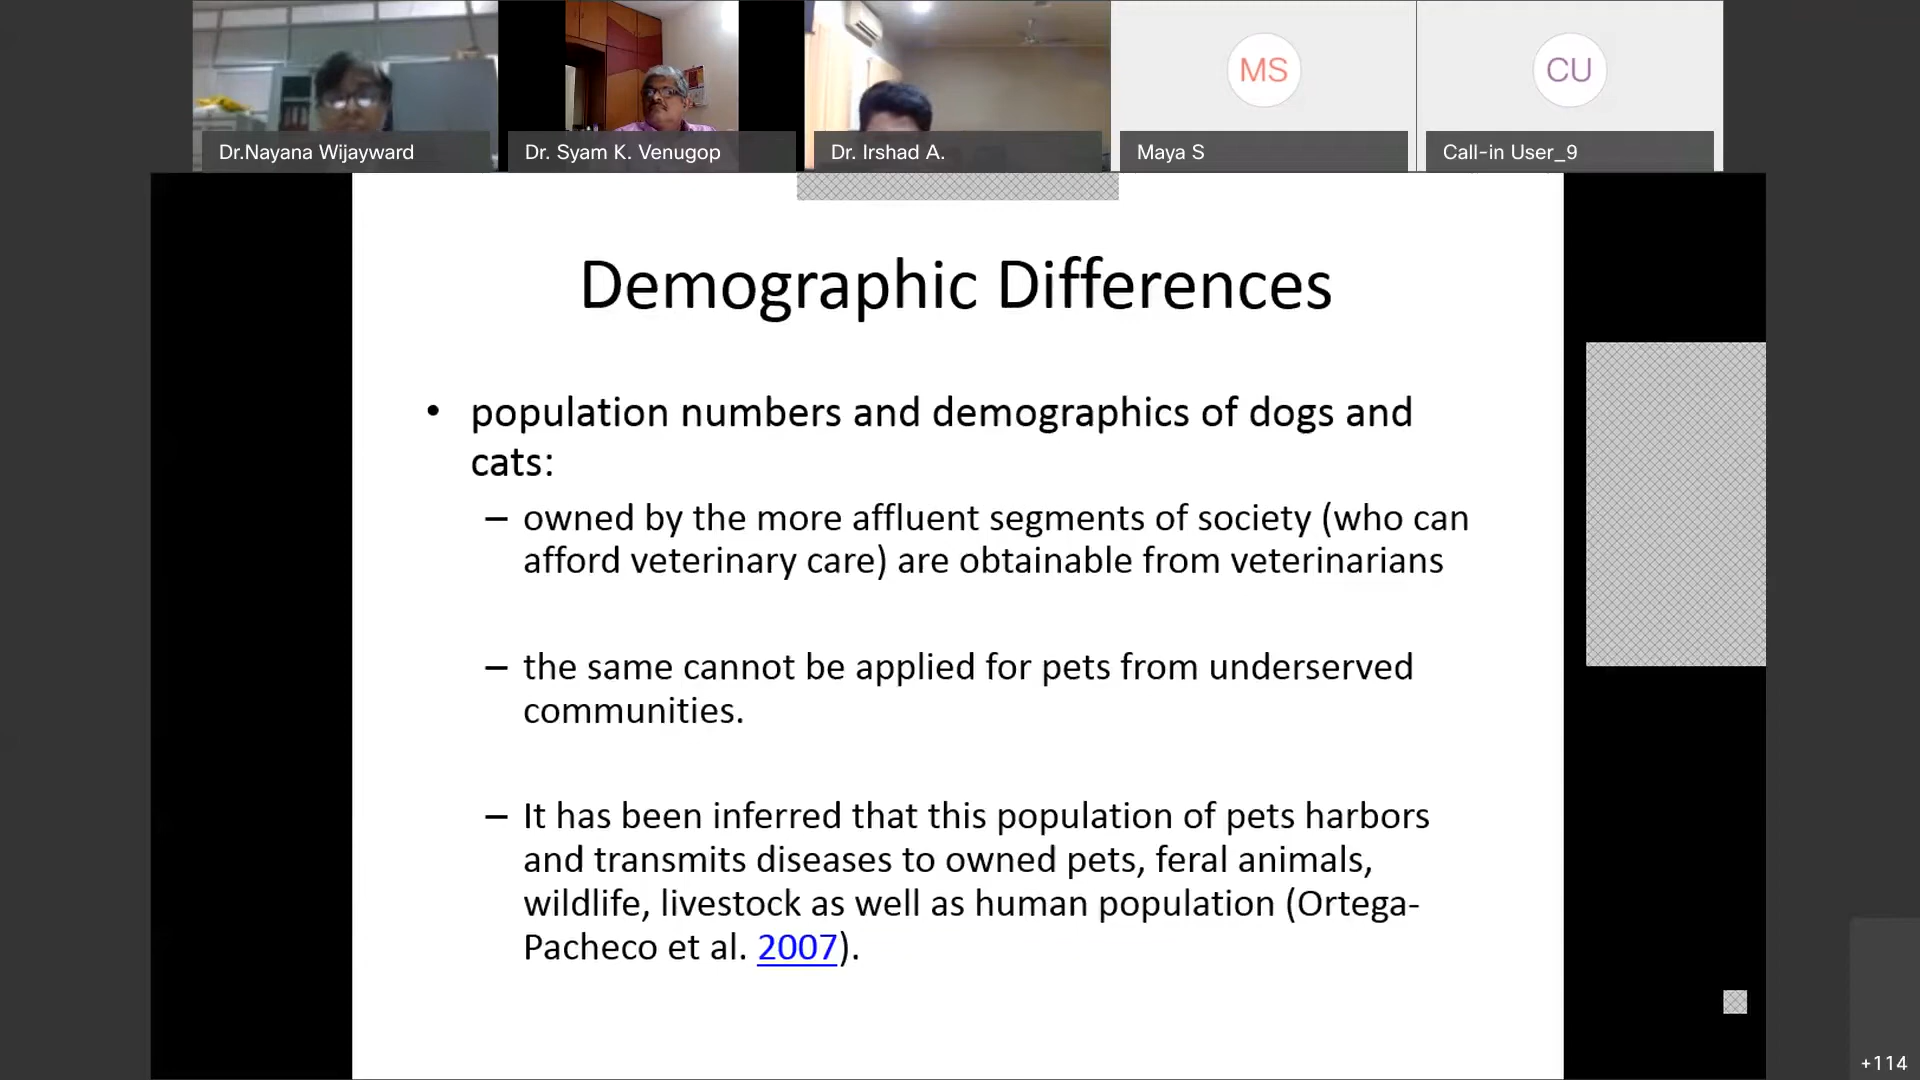 Dr.Nayana Wijayward
Dr. Syam K. Venugop
Dr. Irshad A.
MS
Maya S
CU
Call-in User_9
Demographic Differences
• population numbers and demographics of dogs and
cats:
– owned by the more affluent segments of society (who can
afford veterinary care) are obtainable from veterinarians
– the same cannot be applied for pets from underserved
communities.
– It has been inferred that this population of pets harbors
and transmits diseases to owned pets, feral animals,
wildlife, livestock as well as human population (Ortega-
Pacheco et al. 2007).
+114